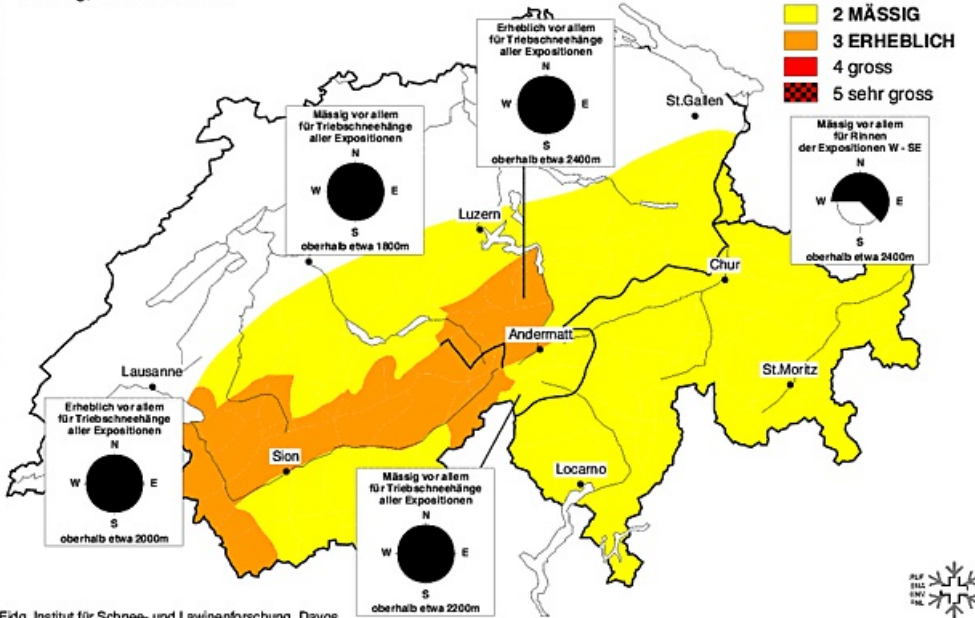 2 MÄSSIG
3 ERHEBLICH
4 gross
5 sehr gross
Erheblich vor allem
für Triebschneehänge
aller Expositionen
N
W E
S
oberhalb etwa 2400m
St.Gallen
Mässig vor allem
für Triebschneehänge
aller Expositionen
N
W E
S
oberhalb etwa 1800m
Mässig vor allem
für Rinnen
der Expositionen W - SE
N
W E
S
oberhalb etwa 2400m
Luzern
Chur
Andermatt
St.Moritz
Lausanne
Erheblich vor allem
für Triebschneehänge
aller Expositionen
N
W E
S
oberhalb etwa 2000m
Sion
Locarno
Mässig vor allem
für Triebschneehänge
aller Expositionen
N
W E
S
oberhalb etwa 2200m
Eidg. Institut für Schnee- und Lawinenforschung, Davos